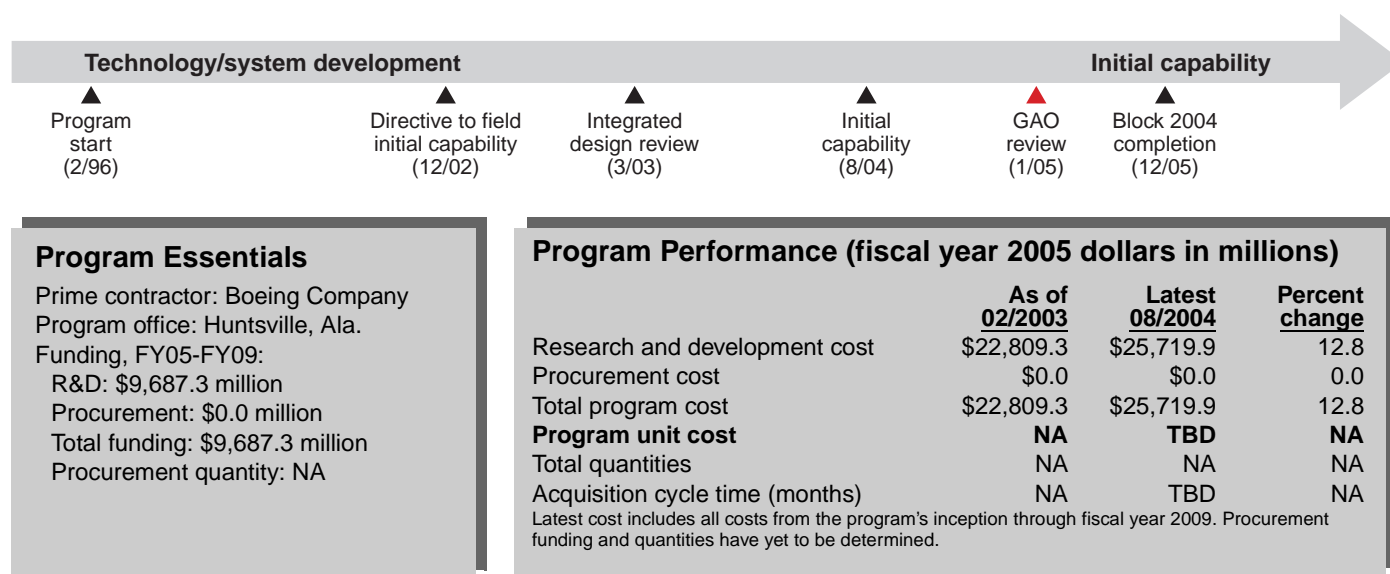 Technology/system development Initial capability
Program start (2/96)
Directive to field initial capability (12/02)
Integrated design review (3/03)
Initial capability (8/04)
GAO review (1/05)
Block 2004 completion (12/05)
Program Essentials
Prime contractor: Boeing Company
Program office: Huntsville, Ala.
Funding, FY05-FY09:
R&D: $9,687.3 million
Procurement: $0.0 million
Total funding: $9,687.3 million
Procurement quantity: NA
Program Performance (fiscal year 2005 dollars in millions)
As of Latest Percent
02/2003 08/2004 change
Research and development cost $22,809.3 $25,719.9 12.8
Procurement cost $0.0 $0.0 0.0
Total program cost $22,809.3 $25,719.9 12.8
Program unit cost NA TBD NA
Total quantities NA NA NA
Acquisition cycle time (months) NA TBD NA
Latest cost includes all costs from the program's inception through fiscal year 2009. Procurement
funding and quantities have yet to be determined.